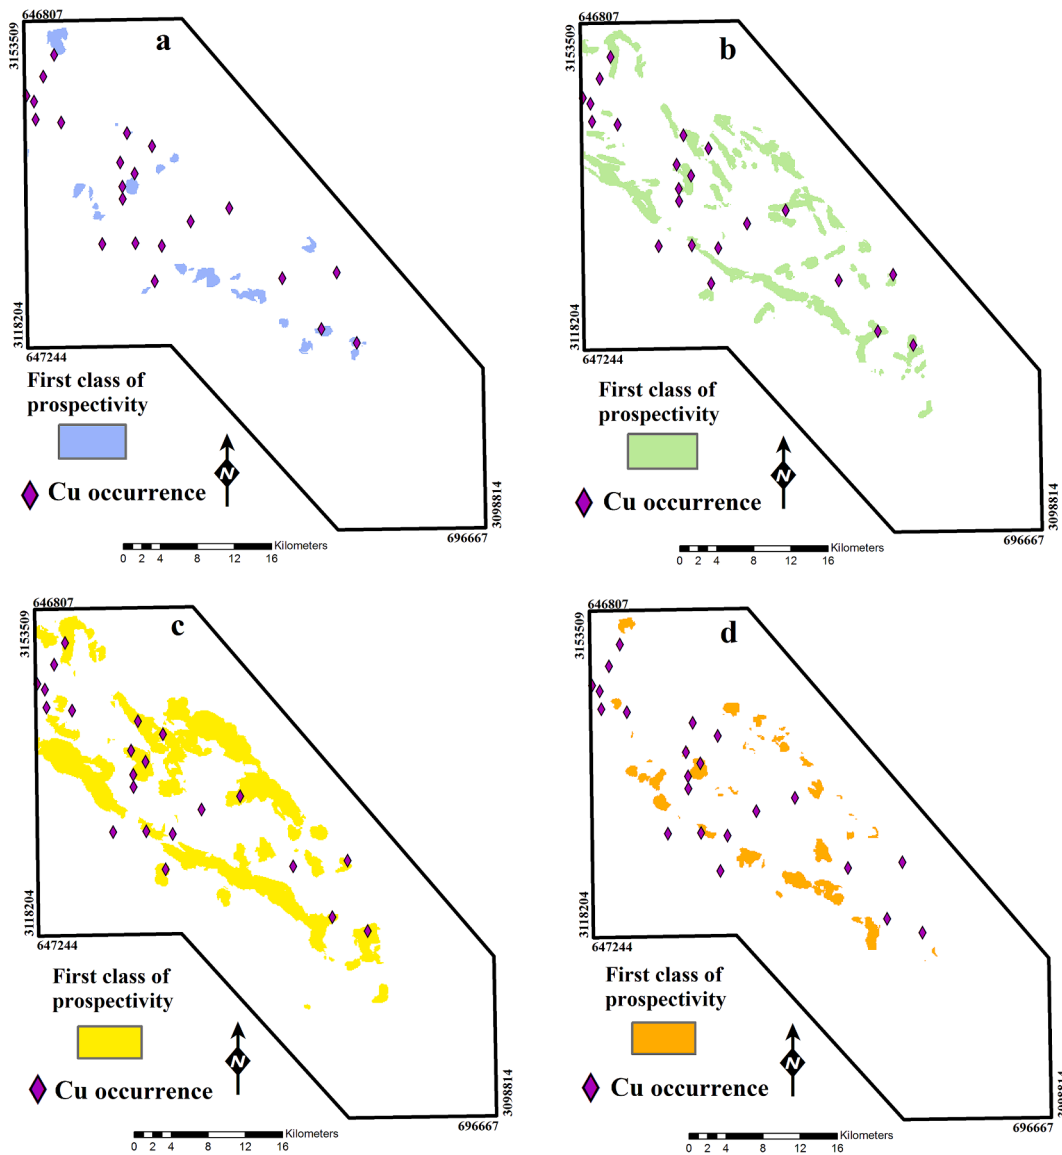 646807
3153509
a
3118204
647244
First class of
prospectivity
Cu occurrence
N
3098814
696667
Kilometers
0 2 4 8 12 16
646807
3153509
b
3118204
647244
First class of
prospectivity
Cu occurrence
N
3098814
696667
Kilometers
0 2 4 8 12 16
646807
3153509
c
3118204
647244
First class of
prospectivity
Cu occurrence
N
3098814
696667
Kilometers
0 2 4 8 12 16
646807
3153509
d
3118204
647244
First class of
prospectivity
Cu occurrence
N
3098814
696667
Kilometers
0 2 4 8 12 16